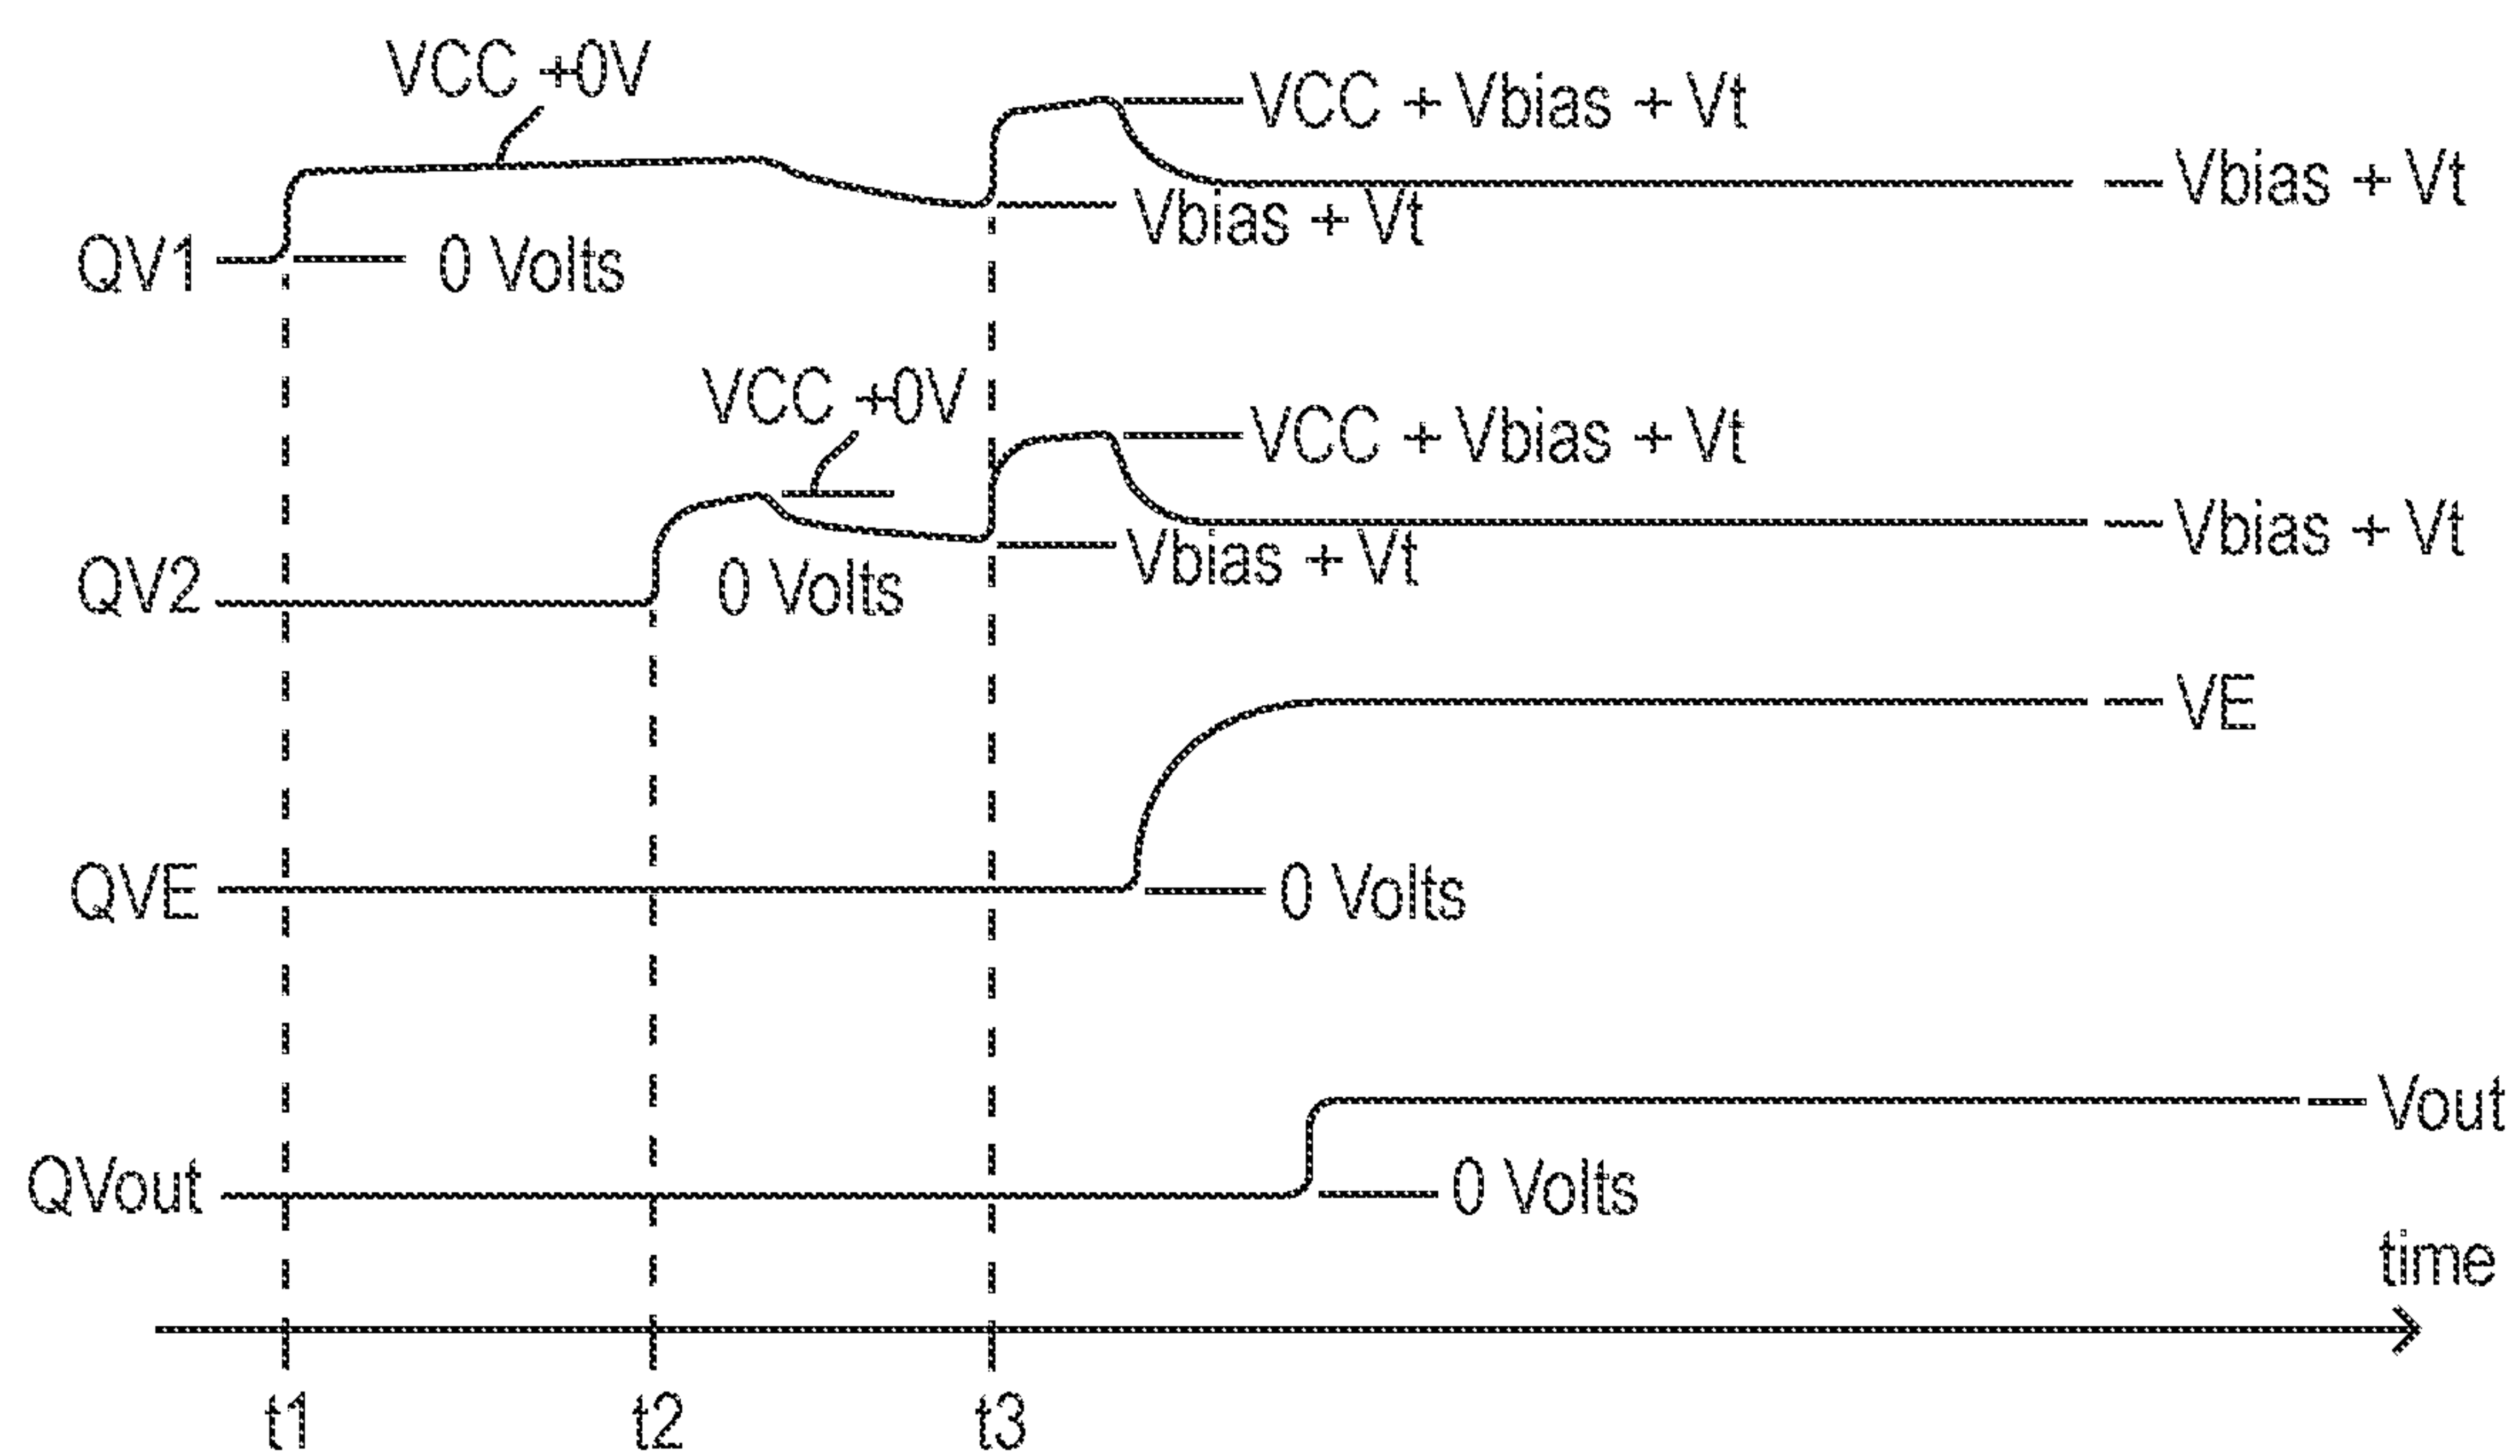 VCC +0V
VCC + Vbias + Vt
Vbias + Vt
Vbias + Vt
QV1
0 Volts
VCC +0V
VCC + Vbias + Vt
Vbias + Vt
Vbias + Vt
QV2
0 Volts
VE
QVE
0 Volts
Vout
QVout
0 Volts
time
t1
t2
t3